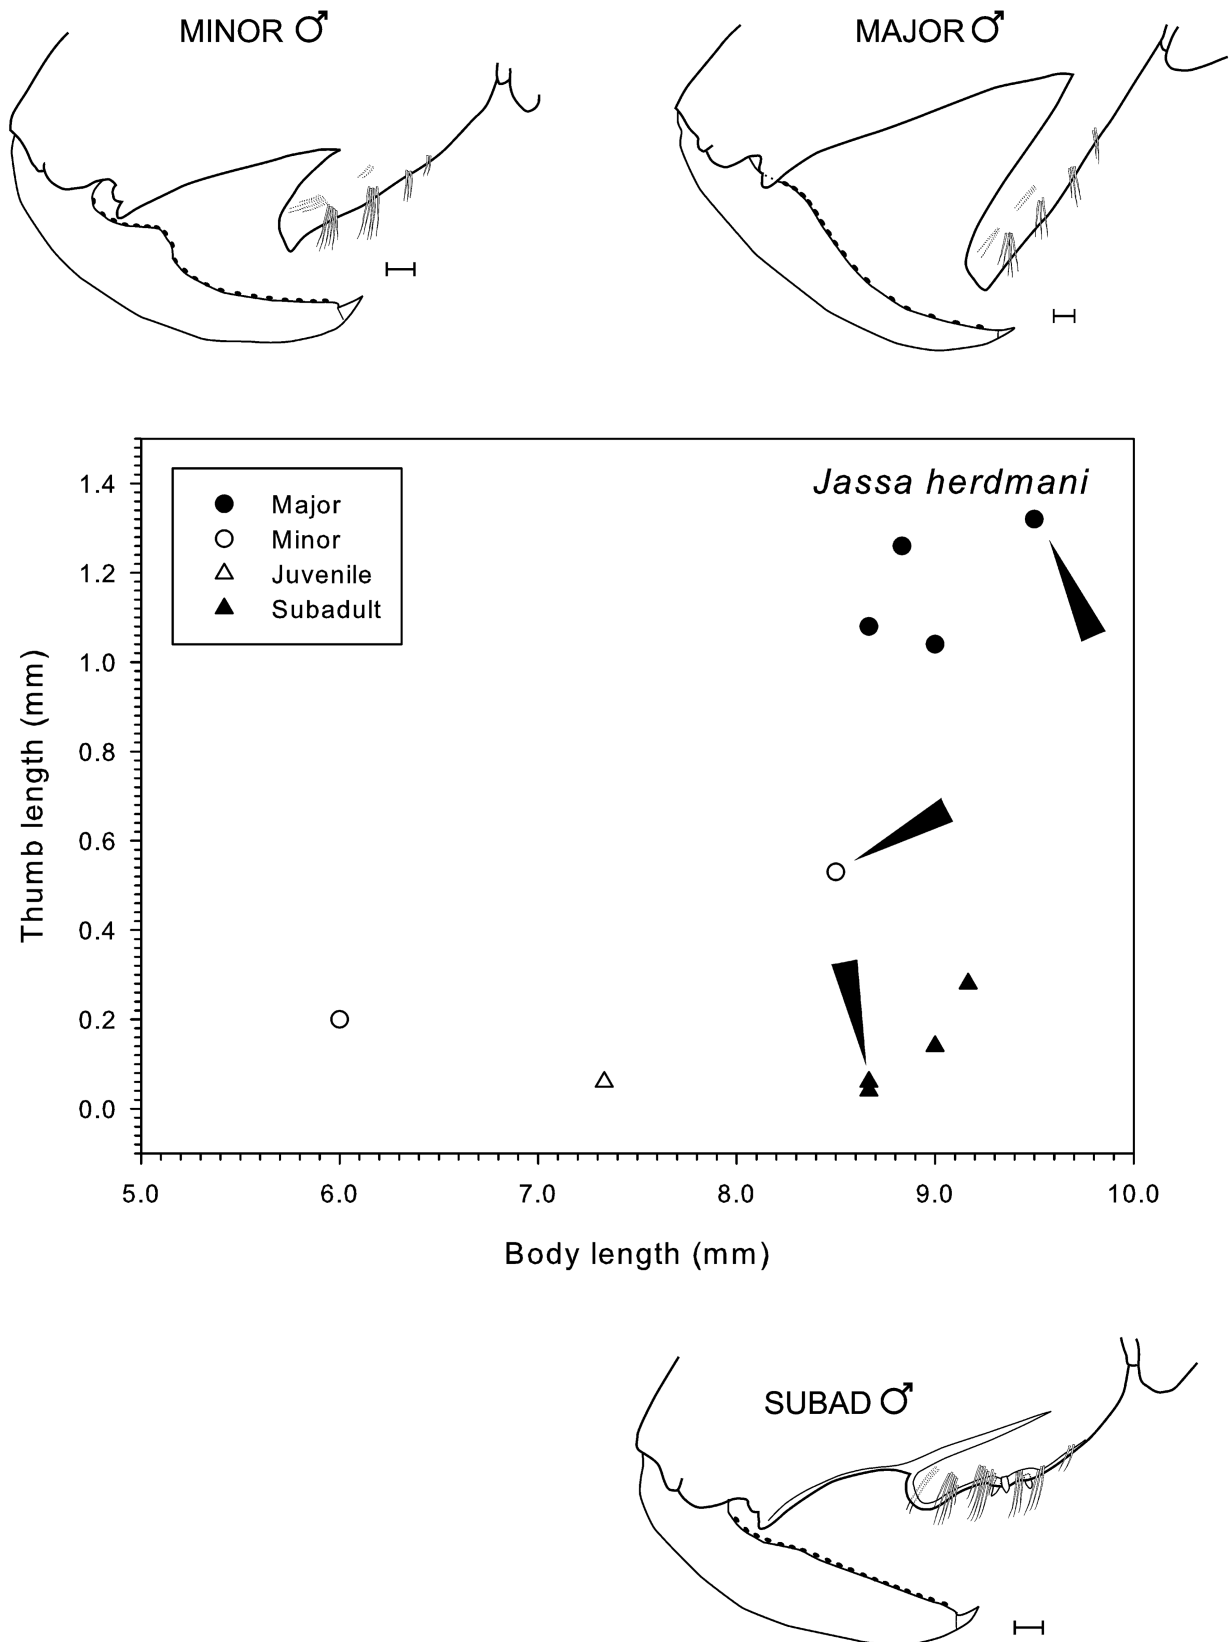 MINOR ♂
MAJOR ♂
Jassa herdmani
Major
Minor
Juvenile
Subadult
1.4
1.2
1.0
0.8
0.6
0.4
0.2
0.0
Thumb length (mm)
5.0 6.0 7.0 8.0 9.0 10.0
Body length (mm)
SUBAD ♂